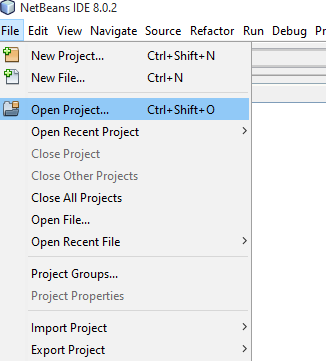 NetBeans IDE 8.0.2
File Edit View Navigate Source Refactor Run Debug Pr
New Project... Ctrl+Shift+N
New File... Ctrl+N
Open Project... Ctrl+Shift+O
Open Recent Project
Close Project
Close Other Projects
Close All Projects
Open File...
Open Recent File
Project Groups...
Project Properties
Import Project
Export Project